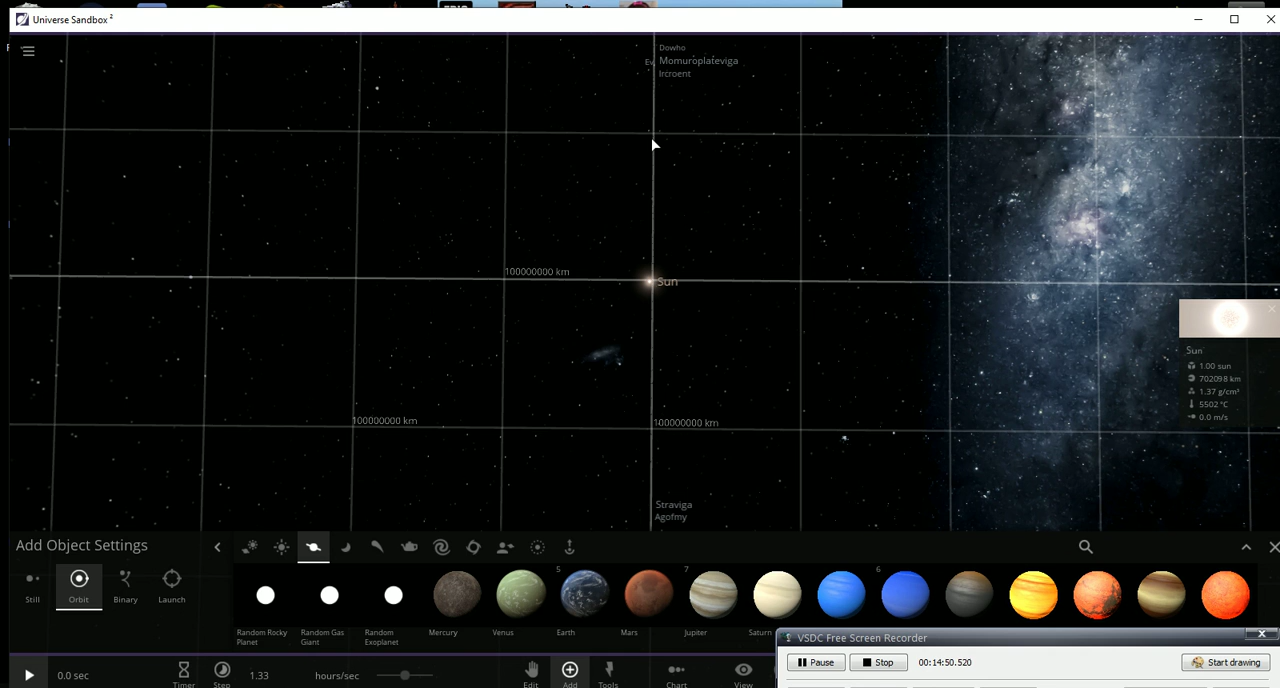 Universe Sandbox ²
Dowho
Momuroplateviga
Ircroent
100000000 km
Sun
100000000 km
100000000 km
Straviga
Agofmy
Sun
1.00 sun
702098 km
1.37 g/cm³
5502 °C
0.0 m/s
Add Object Settings
Still
Orbit
Binary
Launch
5
7
6
Random Rocky Planet
Random Gas Giant
Random Exoplanet
Mercury
Venus
Earth
Mars
Jupiter
Saturn
VSDC Free Screen Recorder
Pause
Stop
00:14:50.520
Start drawing
0.0 sec
Timer
Step
1.33
hours/sec
Edit
Add
Tools
Chart
View